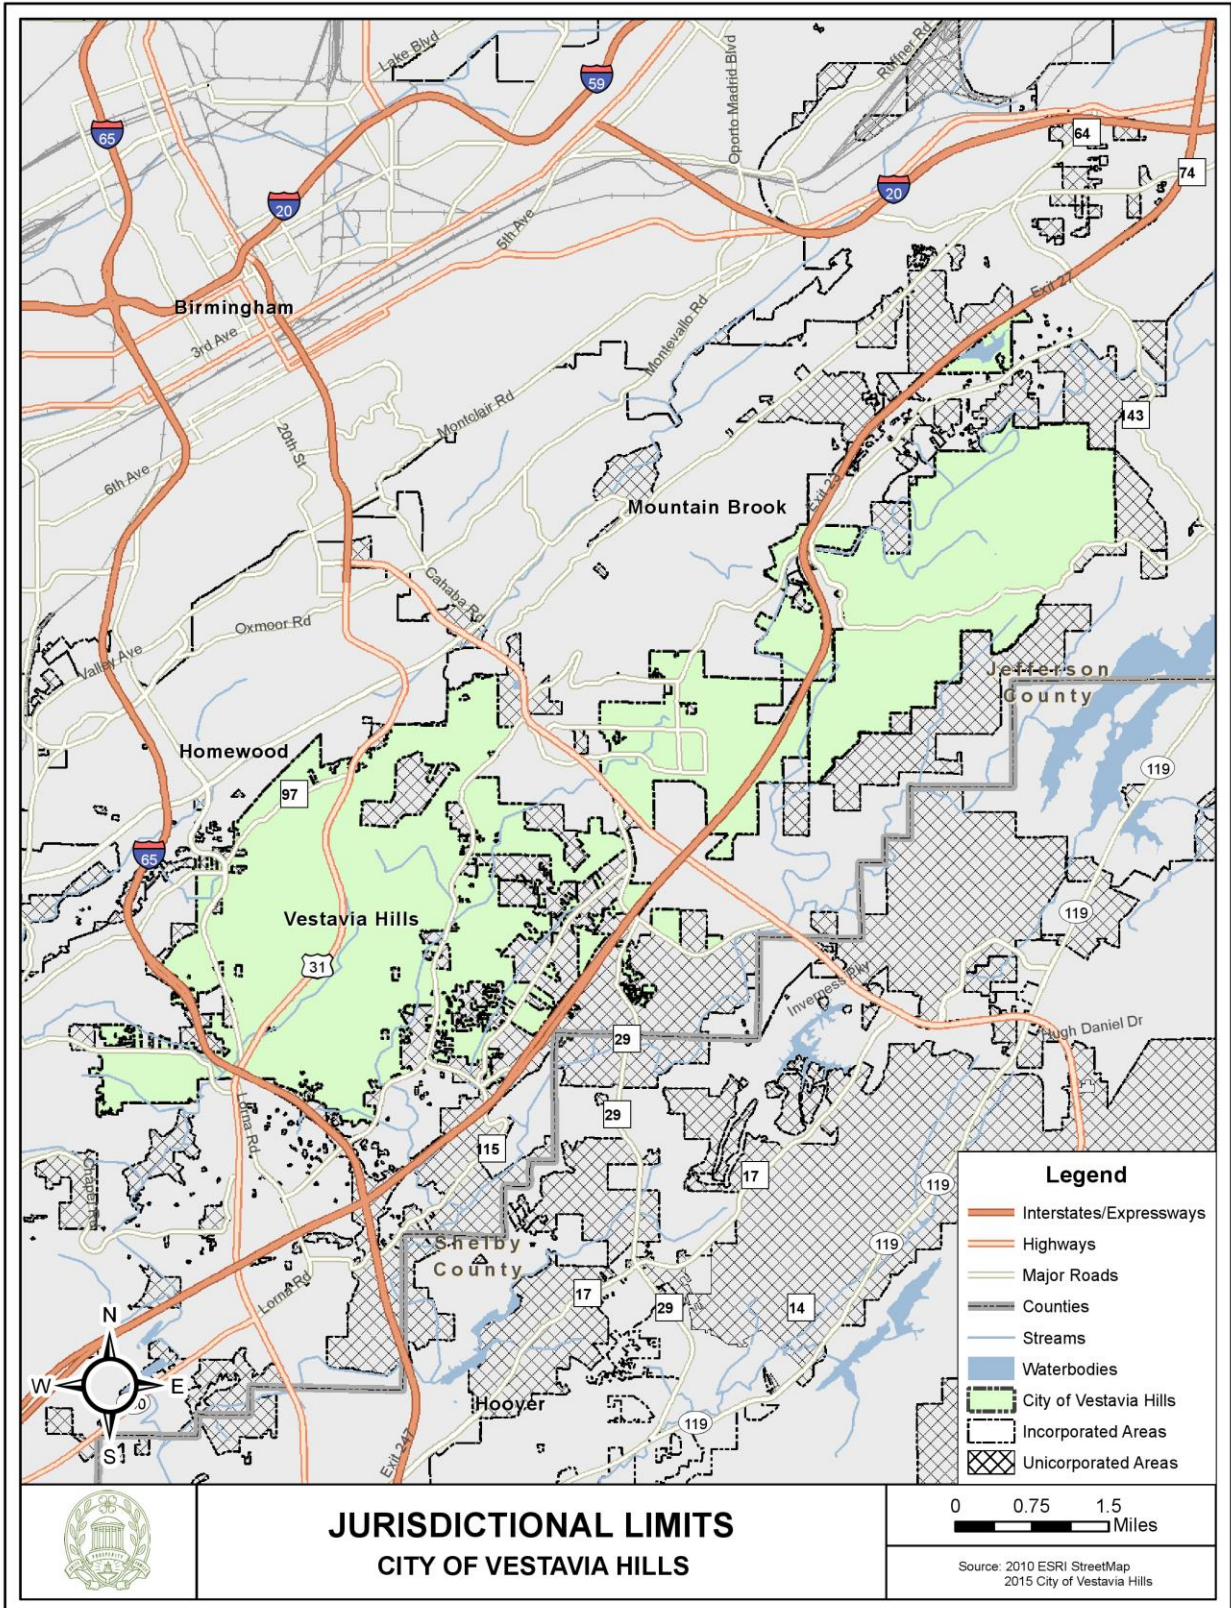 Lake Blvd
59
Oporto Madrid Blvd
Ruffner Rd
65
64
74
20
20
5th Ave
Exit 27
Birmingham
3rd Ave
Montevallo Rd
Montclair Rd
143
20th St
6th Ave
Exit 23
Mountain Brook
Cahaba Rd
Oxmoor Rd
Valley Ave
Jefferson
County
Homewood
97
119
65
Vestavia Hills
119
31
Inverness Pky
29
Hugh Daniel Dr
29
Lorna Rd
115
17
Chapel Rd
119
119
Shelby
County
Lorna Rd
17
29
14
Hoover
119
Exit 247
N
W
E
S
Legend
Interstates/Expressways
Highways
Major Roads
Counties
Streams
Waterbodies
City of Vestavia Hills
Incorporated Areas
Unicorporated Areas
JURISDICTIONAL LIMITS
CITY OF VESTAVIA HILLS
0 0.75 1.5
Miles
Source: 2010 ESRI StreetMap
2015 City of Vestavia Hills